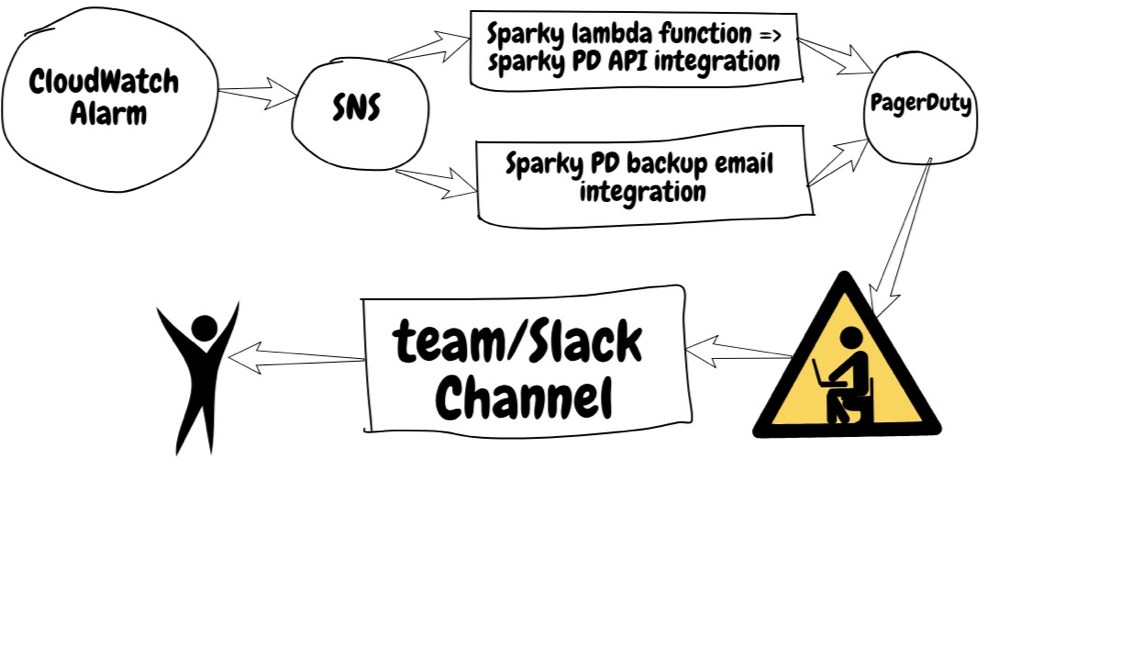 CloudWatch
Alarm
SNS
Sparky lambda function =>
sparky PD API integration
Sparky PD backup email
integration
PagerDuty
team/Slack
Channel